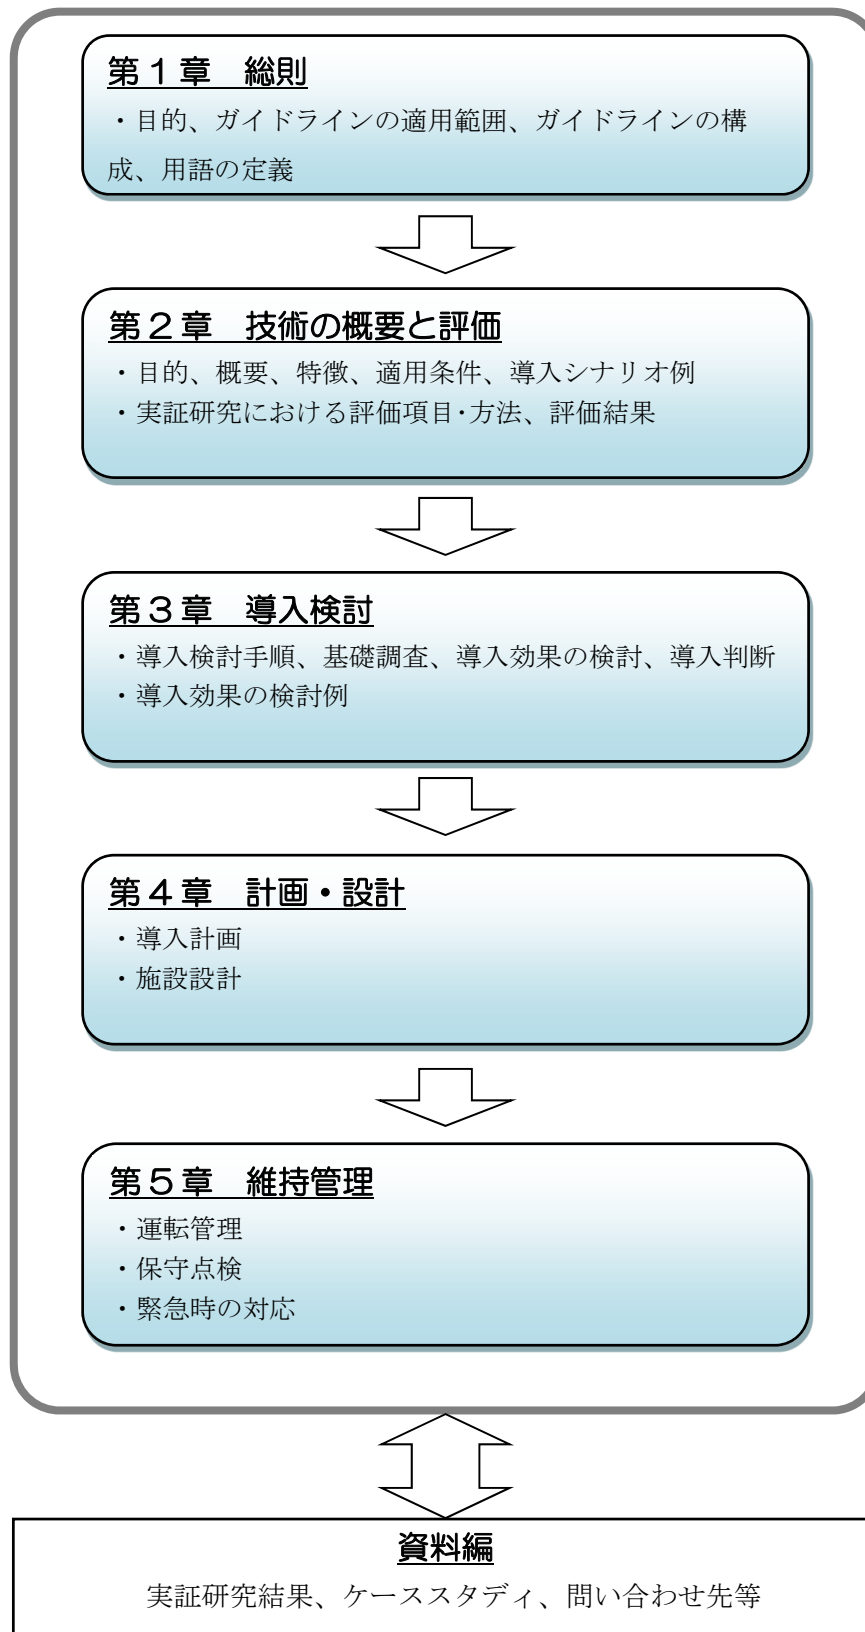 第１章　総則
・目的、ガイドラインの適用範囲、ガイドラインの構
成、用語の定義
第２章　技術の概要と評価
・目的、概要、特徴、適用条件、導入シナリオ例
・実証研究における評価項目･方法、評価結果
第３章　導入検討
・導入検討手順、基礎調査、導入効果の検討、導入判断
・導入効果の検討例
第４章　計画・設計
・導入計画
・施設設計
第５章　維持管理
・運転管理
・保守点検
・緊急時の対応
資料編
実証研究結果、ケーススタディ、問い合わせ先等